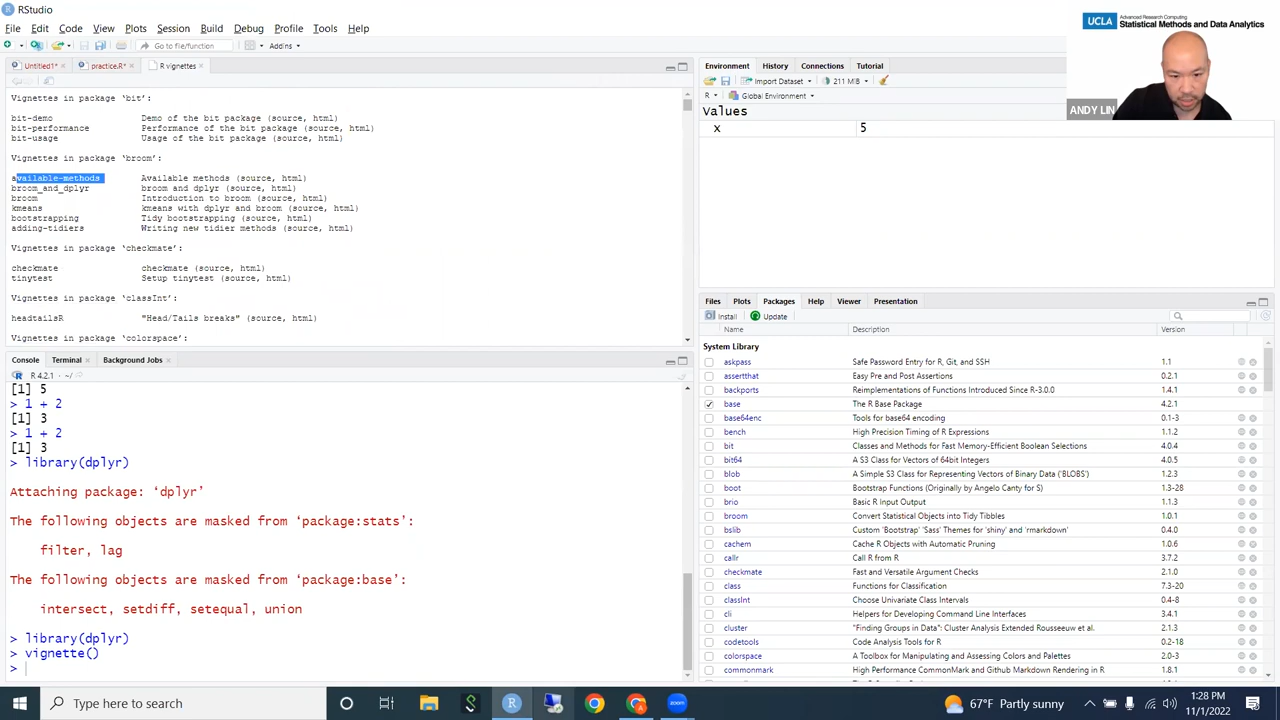 RStudio
File Edit Code View Plots Session Build Debug Profile Tools Help
Go to file/function Addins
Untitled1* practice.R* R vignettes
Vignettes in package ‘bit’:
bit-demo Demo of the bit package (source, html)
bit-performance Performance of the bit package (source, html)
bit-usage Usage of the bit package (source, html)
Vignettes in package ‘broom’:
available-methods Available methods (source, html)
broom_and_dplyr broom and dplyr (source, html)
broom Introduction to broom (source, html)
kmeans kmeans with dplyr and broom (source, html)
bootstrapping Tidy bootstrapping (source, html)
adding-tidiers Writing new tidier methods (source, html)
Vignettes in package ‘checkmate’:
checkmate checkmate (source, html)
tinytest Setup tinytest (source, html)
Vignettes in package ‘classInt’:
headtailsR "Head/Tails breaks" (source, html)
Vignettes in package ‘colorspace’:
Console Terminal Background Jobs
R 4.2.1 · ~/
[1] 5
> 1 + 2
[1] 3
> 1 + 2
[1] 3
> library(dplyr)
Attaching package: ‘dplyr’
The following objects are masked from ‘package:stats’:
filter, lag
The following objects are masked from ‘package:base’:
intersect, setdiff, setequal, union
> library(dplyr)
> vignette()
>
Environment History Connections Tutorial
Import Dataset 211 MiB
R Global Environment
Values
x 5
UCLA Advanced Research Computing
Statistical Methods and Data Analytics
ANDY LIN
Files Plots Packages Help Viewer Presentation
Install Update
Name Description Version
System Library
askpass Safe Password Entry for R, Git, and SSH 1.1
assertthat Easy Pre and Post Assertions 0.2.1
backports Reimplementations of Functions Introduced Since R-3.0.0 1.4.1
base The R Base Package 4.2.1
base64enc Tools for base64 encoding 0.1-3
bench High Precision Timing of R Expressions 1.1.2
bit Classes and Methods for Fast Memory-Efficient Boolean Selections 4.0.4
bit64 A S3 Class for Vectors of 64bit Integers 4.0.5
blob A Simple S3 Class for Representing Vectors of Binary Data ('BLOBS') 1.2.3
boot Bootstrap Functions (Originally by Angelo Canty for S) 1.3-28
brio Basic R Input Output 1.1.3
broom Convert Statistical Objects into Tidy Tibbles 1.0.1
bslib Custom 'Bootstrap' 'Sass' Themes for 'shiny' and 'rmarkdown' 0.4.0
cachem Cache R Objects with Automatic Pruning 1.0.6
callr Call R from R 3.7.2
checkmate Fast and Versatile Argument Checks 2.1.0
class Functions for Classification 7.3-20
classInt Choose Univariate Class Intervals 0.4-8
cli Helpers for Developing Command Line Interfaces 3.4.1
cluster "Finding Groups in Data": Cluster Analysis Extended Rousseeuw et al. 2.1.3
codetools Code Analysis Tools for R 0.2-18
colorspace A Toolbox for Manipulating and Assessing Colors and Palettes 2.0-3
commonmark High Performance CommonMark and Github Markdown Rendering in R 1.8.1
Type here to search
zoom
67°F Partly sunny
1:28 PM
11/1/2022